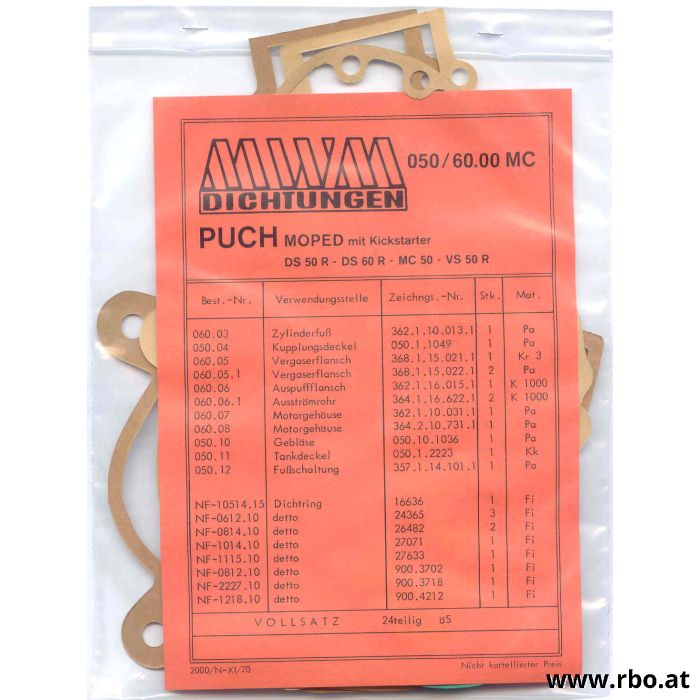 MWM 050/60.00 MC
DICHTUNGEN
PUCH MOPED mit Kickstarter
DS 50 R - DS 60 R - MC 50 - VS 50 R
Best.-Nr. Verwendungsstelle Zeichngs.-Nr. Stk. Mat.
060.03 Zylinderfuß 362.1.10.013.1 1 Pa
050.04 Kupplungsdeckel 050.1.1049 1 Pa
060.05 Vergaserflansch 368.1.15.021.1 1 Kr 3
060.05.1 Vergaserflansch 368.1.15.022.1 2 Pa
060.06 Auspuffflansch 362.1.16.015.1 1 K 1000
060.06.1 Ausströmrohr 364.1.16.622.1 2 K 1000
060.07 Motorgehäuse 362.1.10.031.1 1 Pa
060.08 Motorgehäuse 364.2.10.731.1 1 Pa
050.10 Gebläse 050.10.1036 1 Pa
050.11 Tankdeckel 050.1.2223 1 Kk
050.12 Fußschaltung 357.1.14.101.1 1 Pa
NF-10514.15 Dichtring 16636 1 Fi
NF-0612.10 detto 24365 3 Fi
NF-0814.10 detto 26482 2 Fi
NF-1014.10 detto 27071 1 Fi
NF-1115.10 detto 27633 1 Fi
NF-0812.10 detto 900.3702 1 Fi
NF-2227.10 detto 900.3718 1 Fi
NF-1218.10 detto 900.4212 1 Fi
VOLLSATZ 24teilig öS
2000/N-XI/70 Nicht kartellierter Preis
www.rbo.at